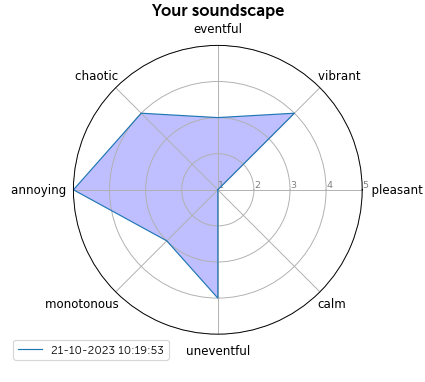 Your soundscape
eventful
chaotic
vibrant
annoying
1 2 3 4 5
pleasant
monotonous
calm
uneventful
21-10-2023 10:19:53